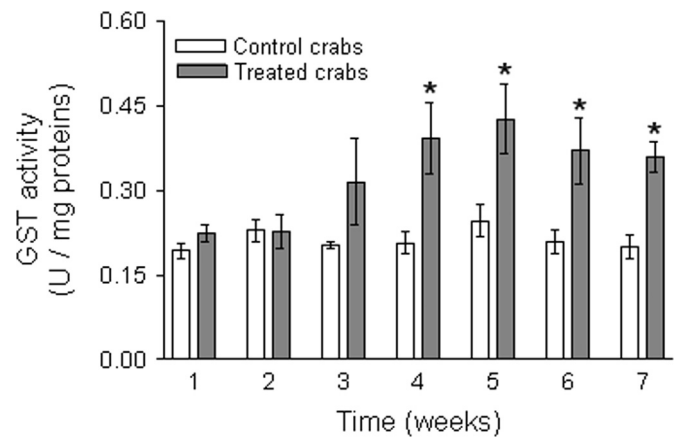 GST activity
(U / mg proteins)
0.60
0.45
0.30
0.15
0.00
Control crabs
Treated crabs
* * * *
1 2 3 4 5 6 7
Time (weeks)